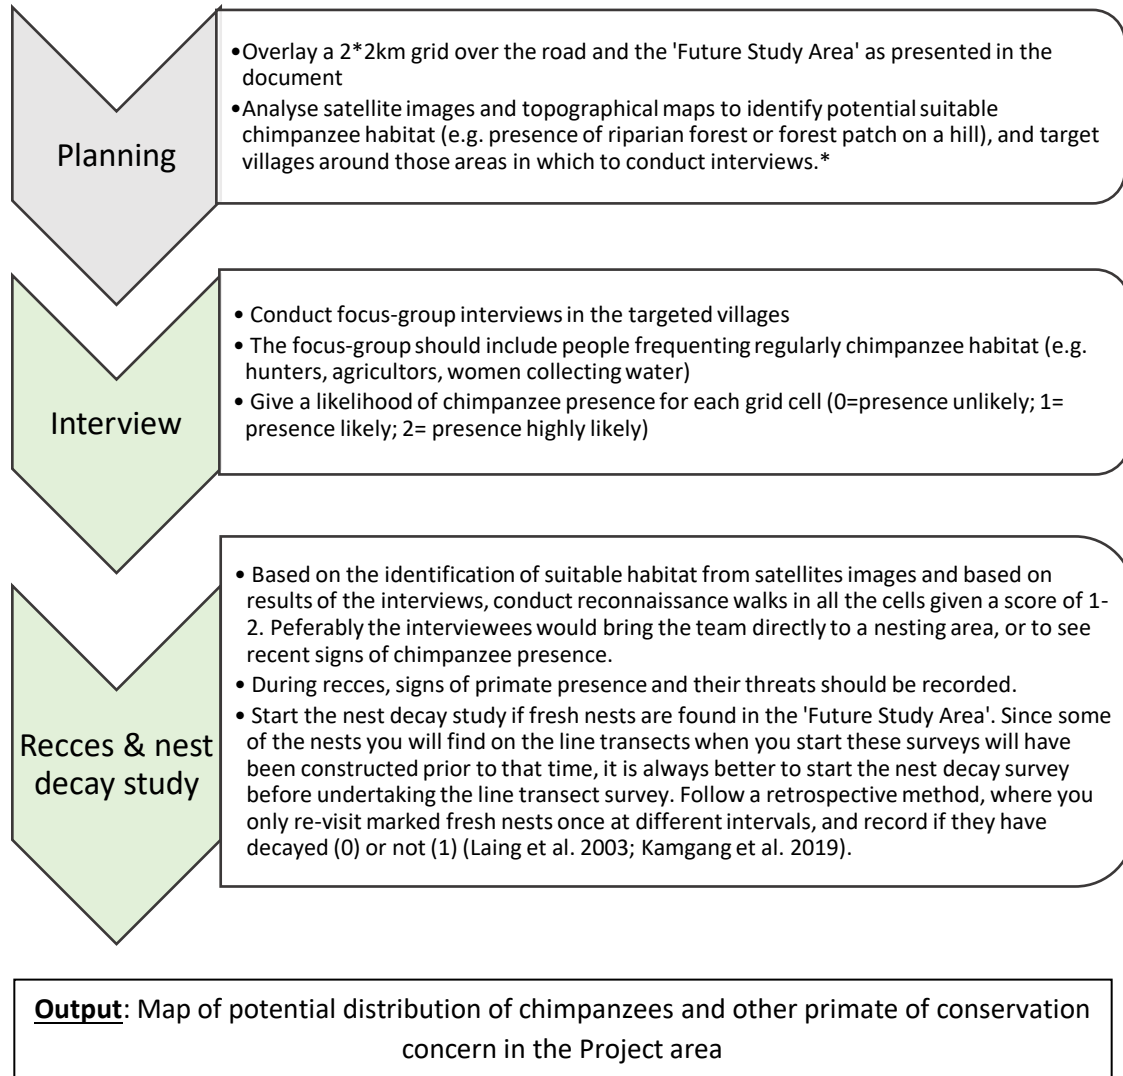 Planning
•Overlay a 2*2km grid over the road and the 'Future Study Area' as presented in the
document
•Analyse satellite images and topographical maps to identify potential suitable
chimpanzee habitat (e.g. presence of riparian forest or forest patch on a hill), and target
villages around those areas in which to conduct interviews.*
Interview
• Conduct focus-group interviews in the targeted villages
• The focus-group should include people frequenting regularly chimpanzee habitat (e.g.
hunters, agricultors, women collecting water)
• Give a likelihood of chimpanzee presence for each grid cell (0=presence unlikely; 1=
presence likely; 2= presence highly likely)
Recces & nest
decay study
• Based on the identification of suitable habitat from satellites images and based on
results of the interviews, conduct reconnaissance walks in all the cells given a score of 1-
2. Peferably the interviewees would bring the team directly to a nesting area, or to see
recent signs of chimpanzee presence.
• During recces, signs of primate presence and their threats should be recorded.
• Start the nest decay study if fresh nests are found in the 'Future Study Area'. Since some
of the nests you will find on the line transects when you start these surveys will have
been constructed prior to that time, it is always better to start the nest decay survey
before undertaking the line transect survey. Follow a retrospective method, where you
only re-visit marked fresh nests once at different intervals, and record if they have
decayed (0) or not (1) (Laing et al. 2003; Kamgang et al. 2019).
Output: Map of potential distribution of chimpanzees and other primate of conservation
concern in the Project area